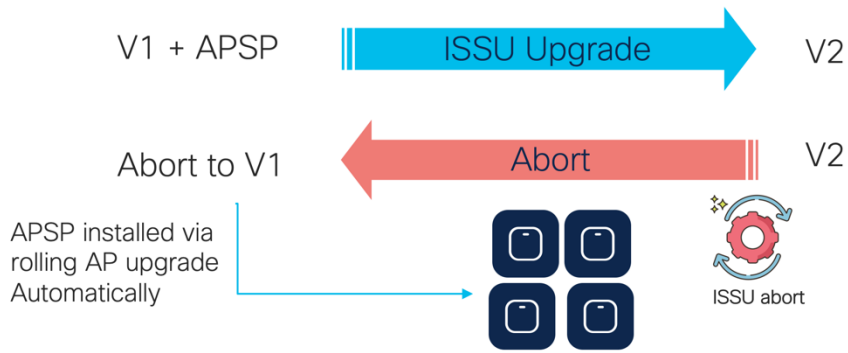 V1 + APSP
ISSU Upgrade
V2
Abort to V1
Abort
V2
APSP installed via
rolling AP upgrade
Automatically
ISSU abort